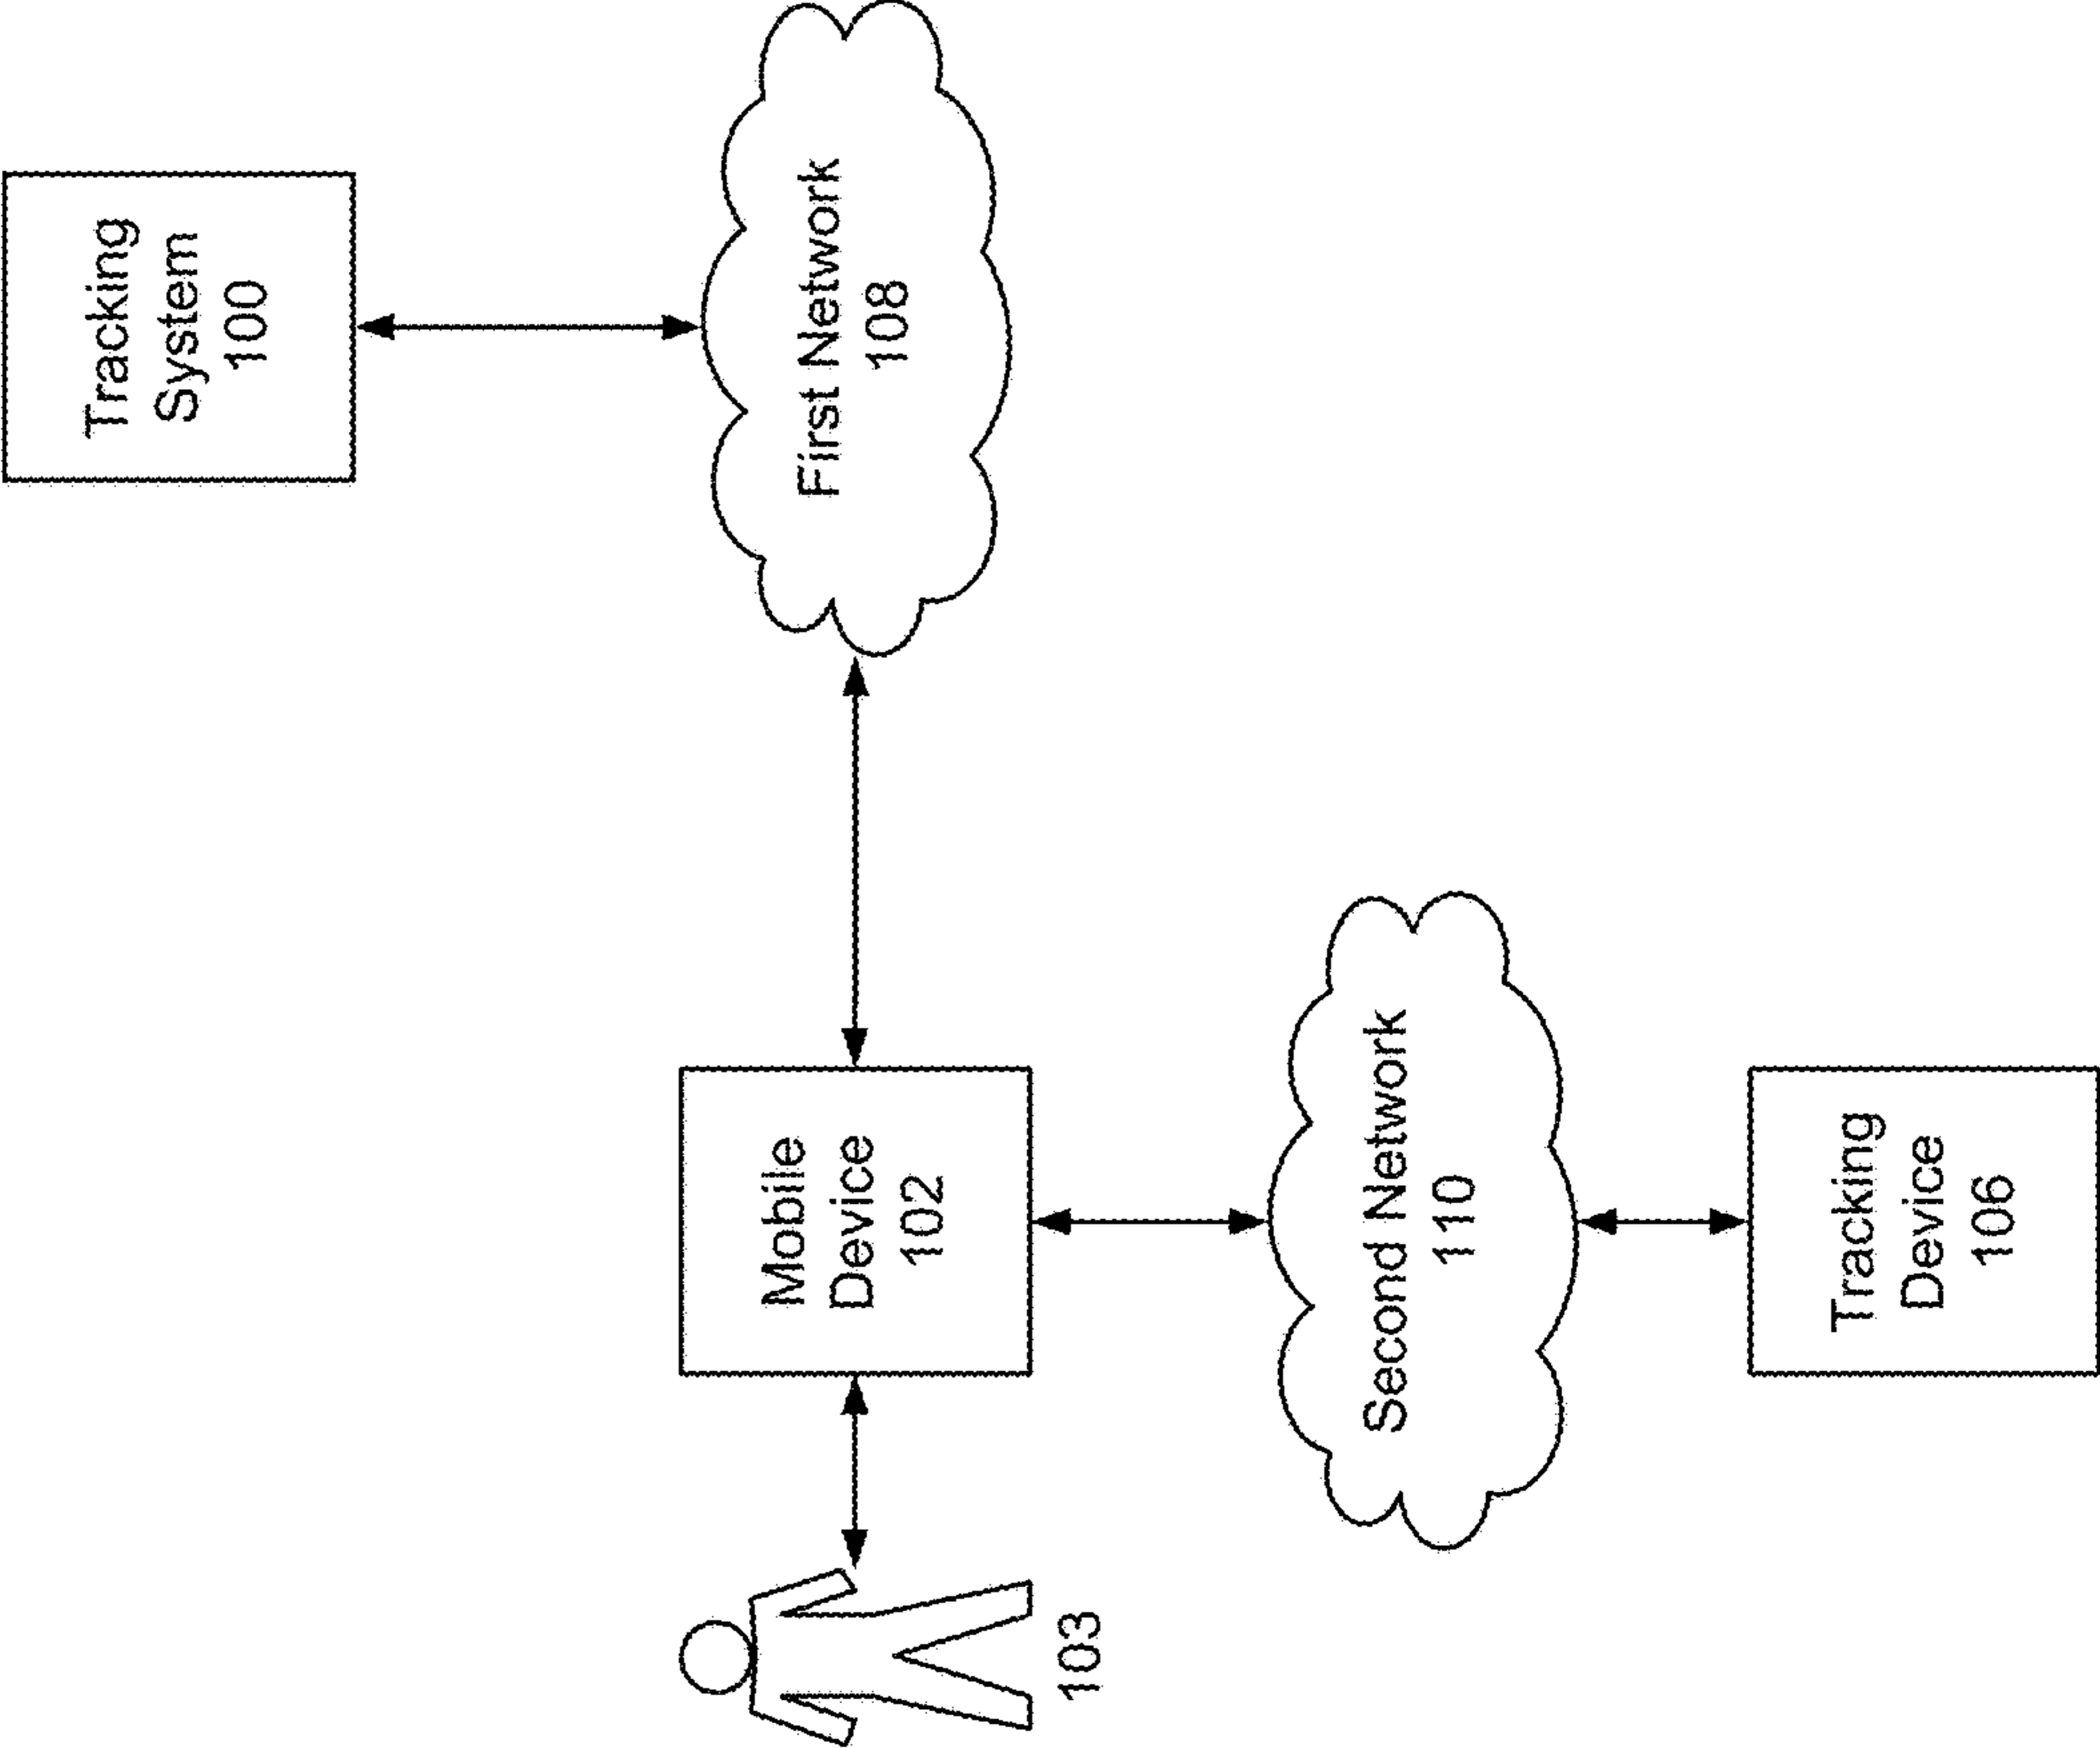 Tracking
System
100
First Network
108
Mobile
Device
102
103
Second Network
110
Tracking
Device
106